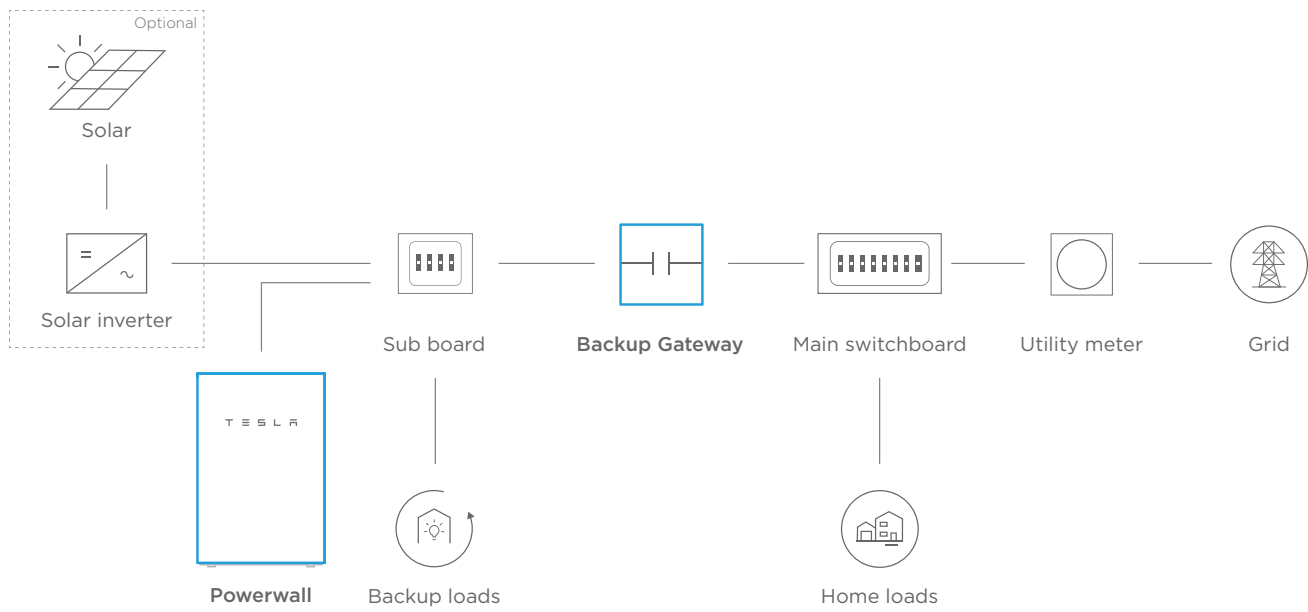 Optional
Solar
Solar inverter
Sub board
Backup Gateway
Main switchboard
Utility meter
Grid
TESLA
Powerwall
Backup loads
Home loads